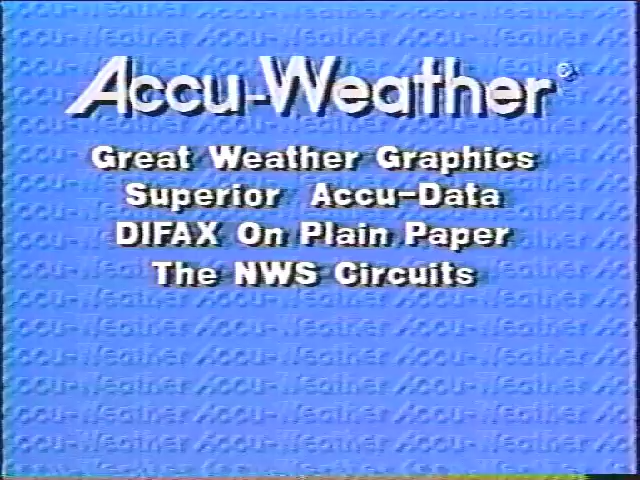 Accu-Weather®
Great Weather Graphics
Superior Accu-Data
DIFAX On Plain Paper
The NWS Circuits